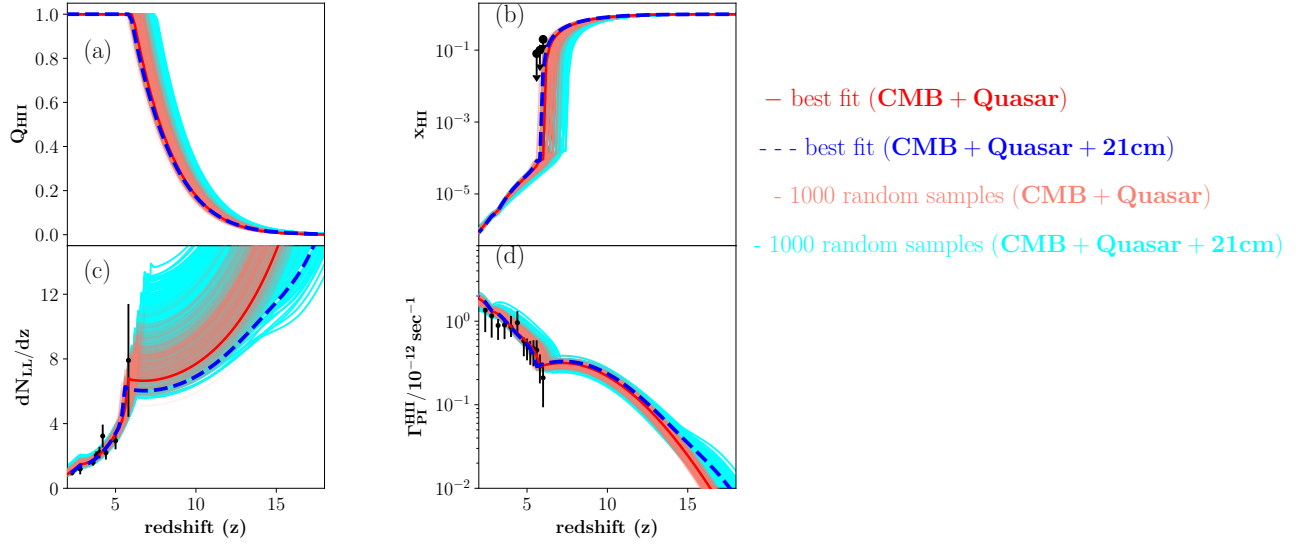 1.0
0.8
0.6
0.4
0.2
0.0
Q_HI
(a)
10^{-1}
10^{-3}
10^{-5}
x_HI
(b)
12
8
4
0
dN_LL/dz
(c)
5
10
15
redshift (z)
10^{0}
10^{-1}
10^{-2}
Γ^{HII}_{PI}/10^{-12} sec^{-1}
(d)
5
10
15
redshift (z)
– best fit (CMB + Quasar)
- - - best fit (CMB + Quasar + 21cm)
- 1000 random samples (CMB + Quasar)
- 1000 random samples (CMB + Quasar + 21cm)